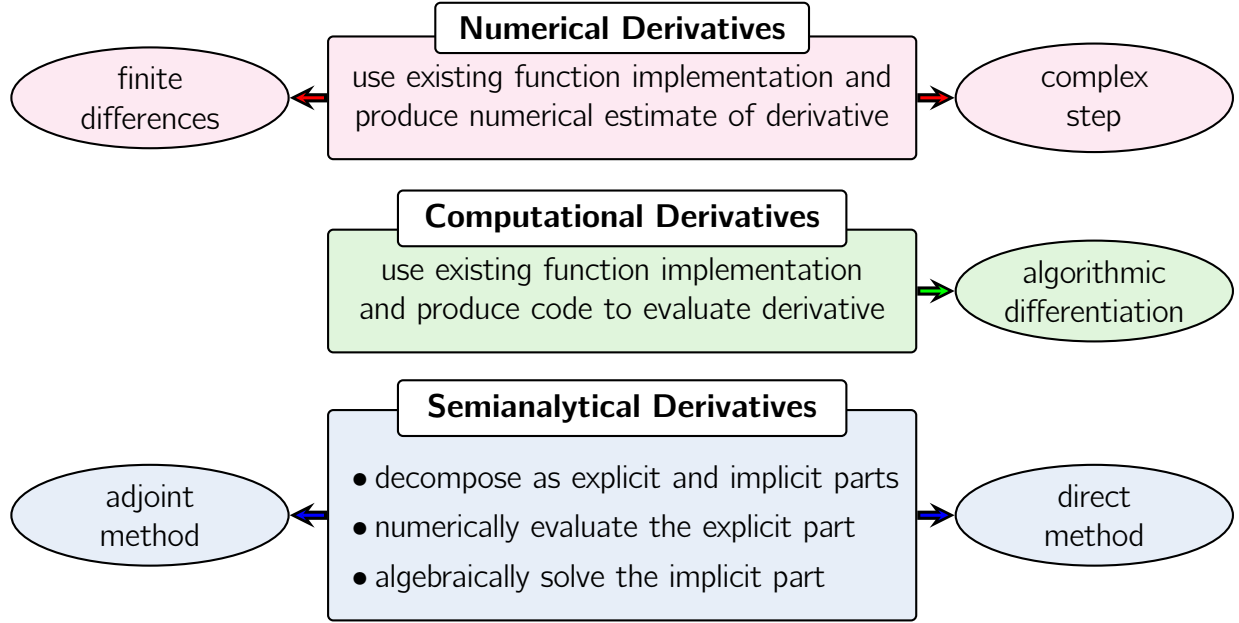 Numerical Derivatives
finite
differences
use existing function implementation and
produce numerical estimate of derivative
complex
step
Computational Derivatives
use existing function implementation
and produce code to evaluate derivative
algorithmic
differentiation
Semianalytical Derivatives
adjoint
method
• decompose as explicit and implicit parts
• numerically evaluate the explicit part
• algebraically solve the implicit part
direct
method